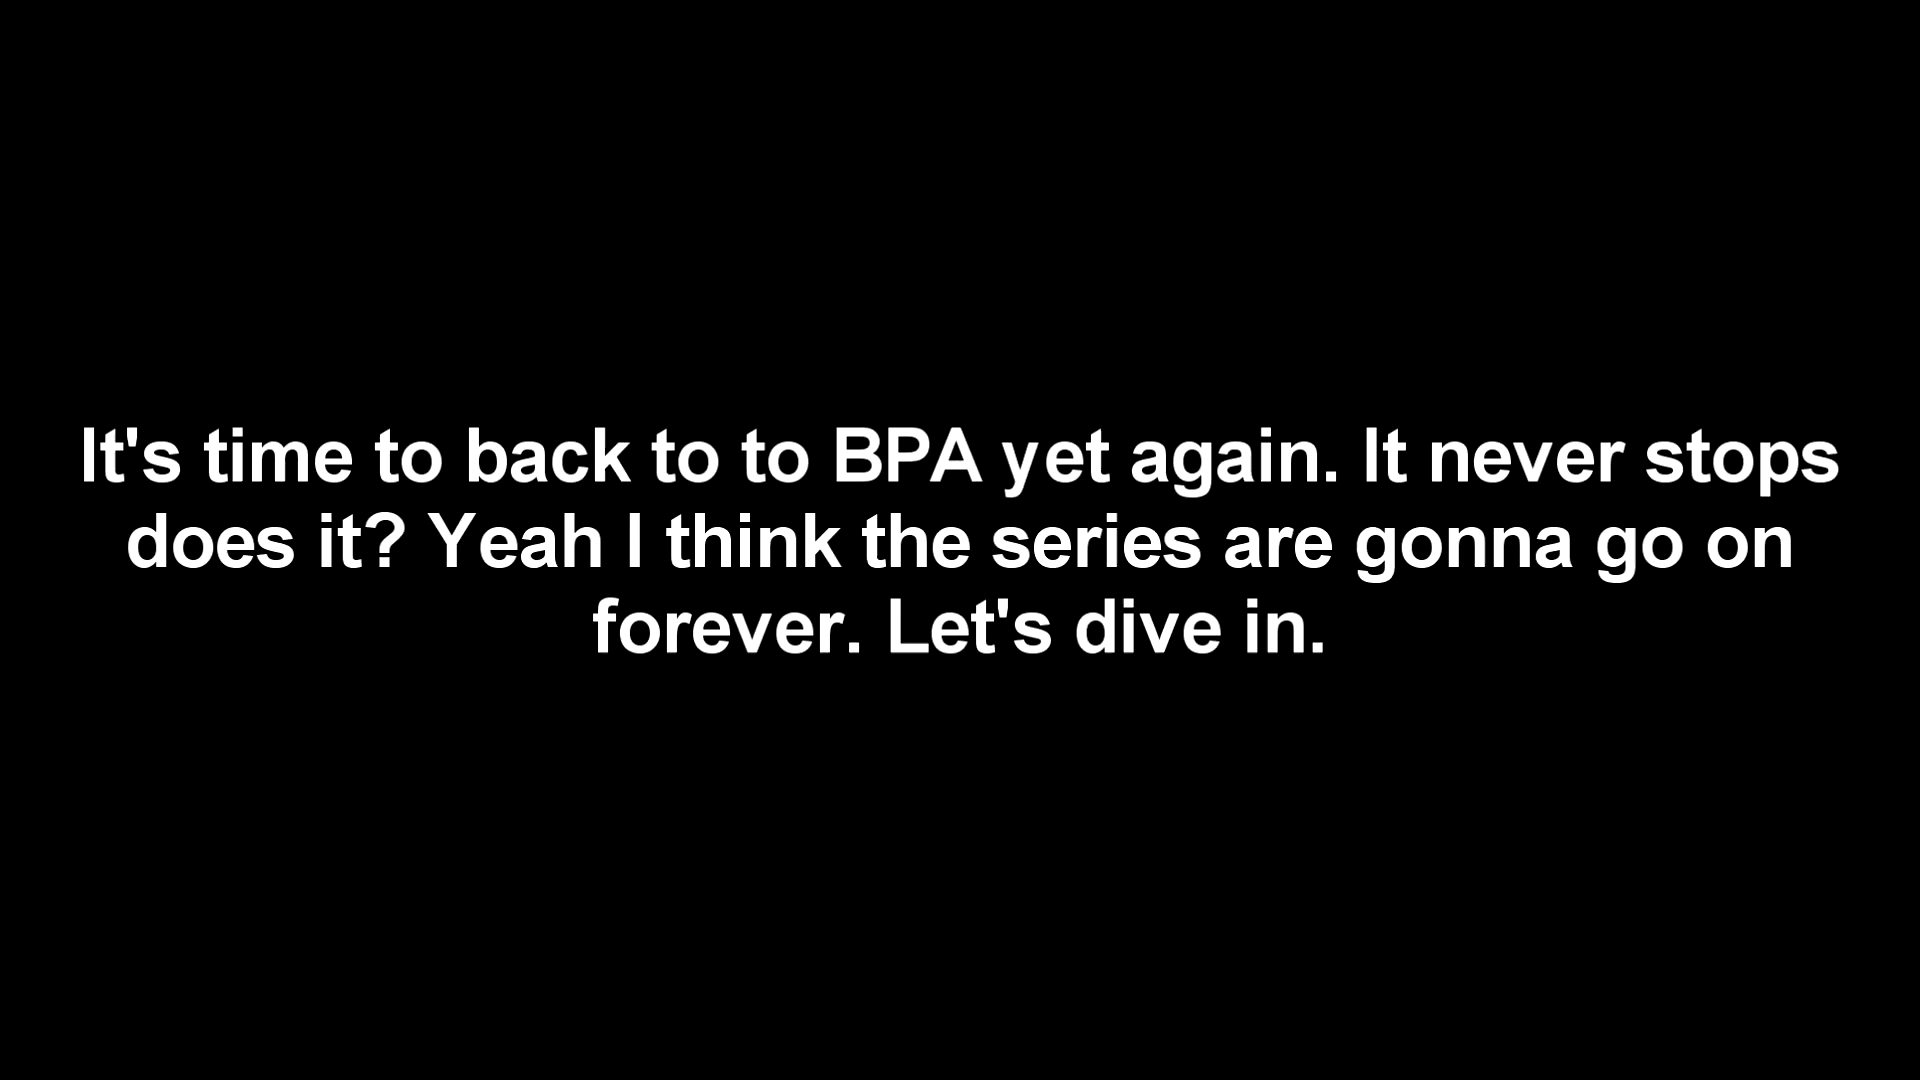 It's time to back to to BPA yet again. It never stops
does it? Yeah I think the series are gonna go on
forever. Let's dive in.